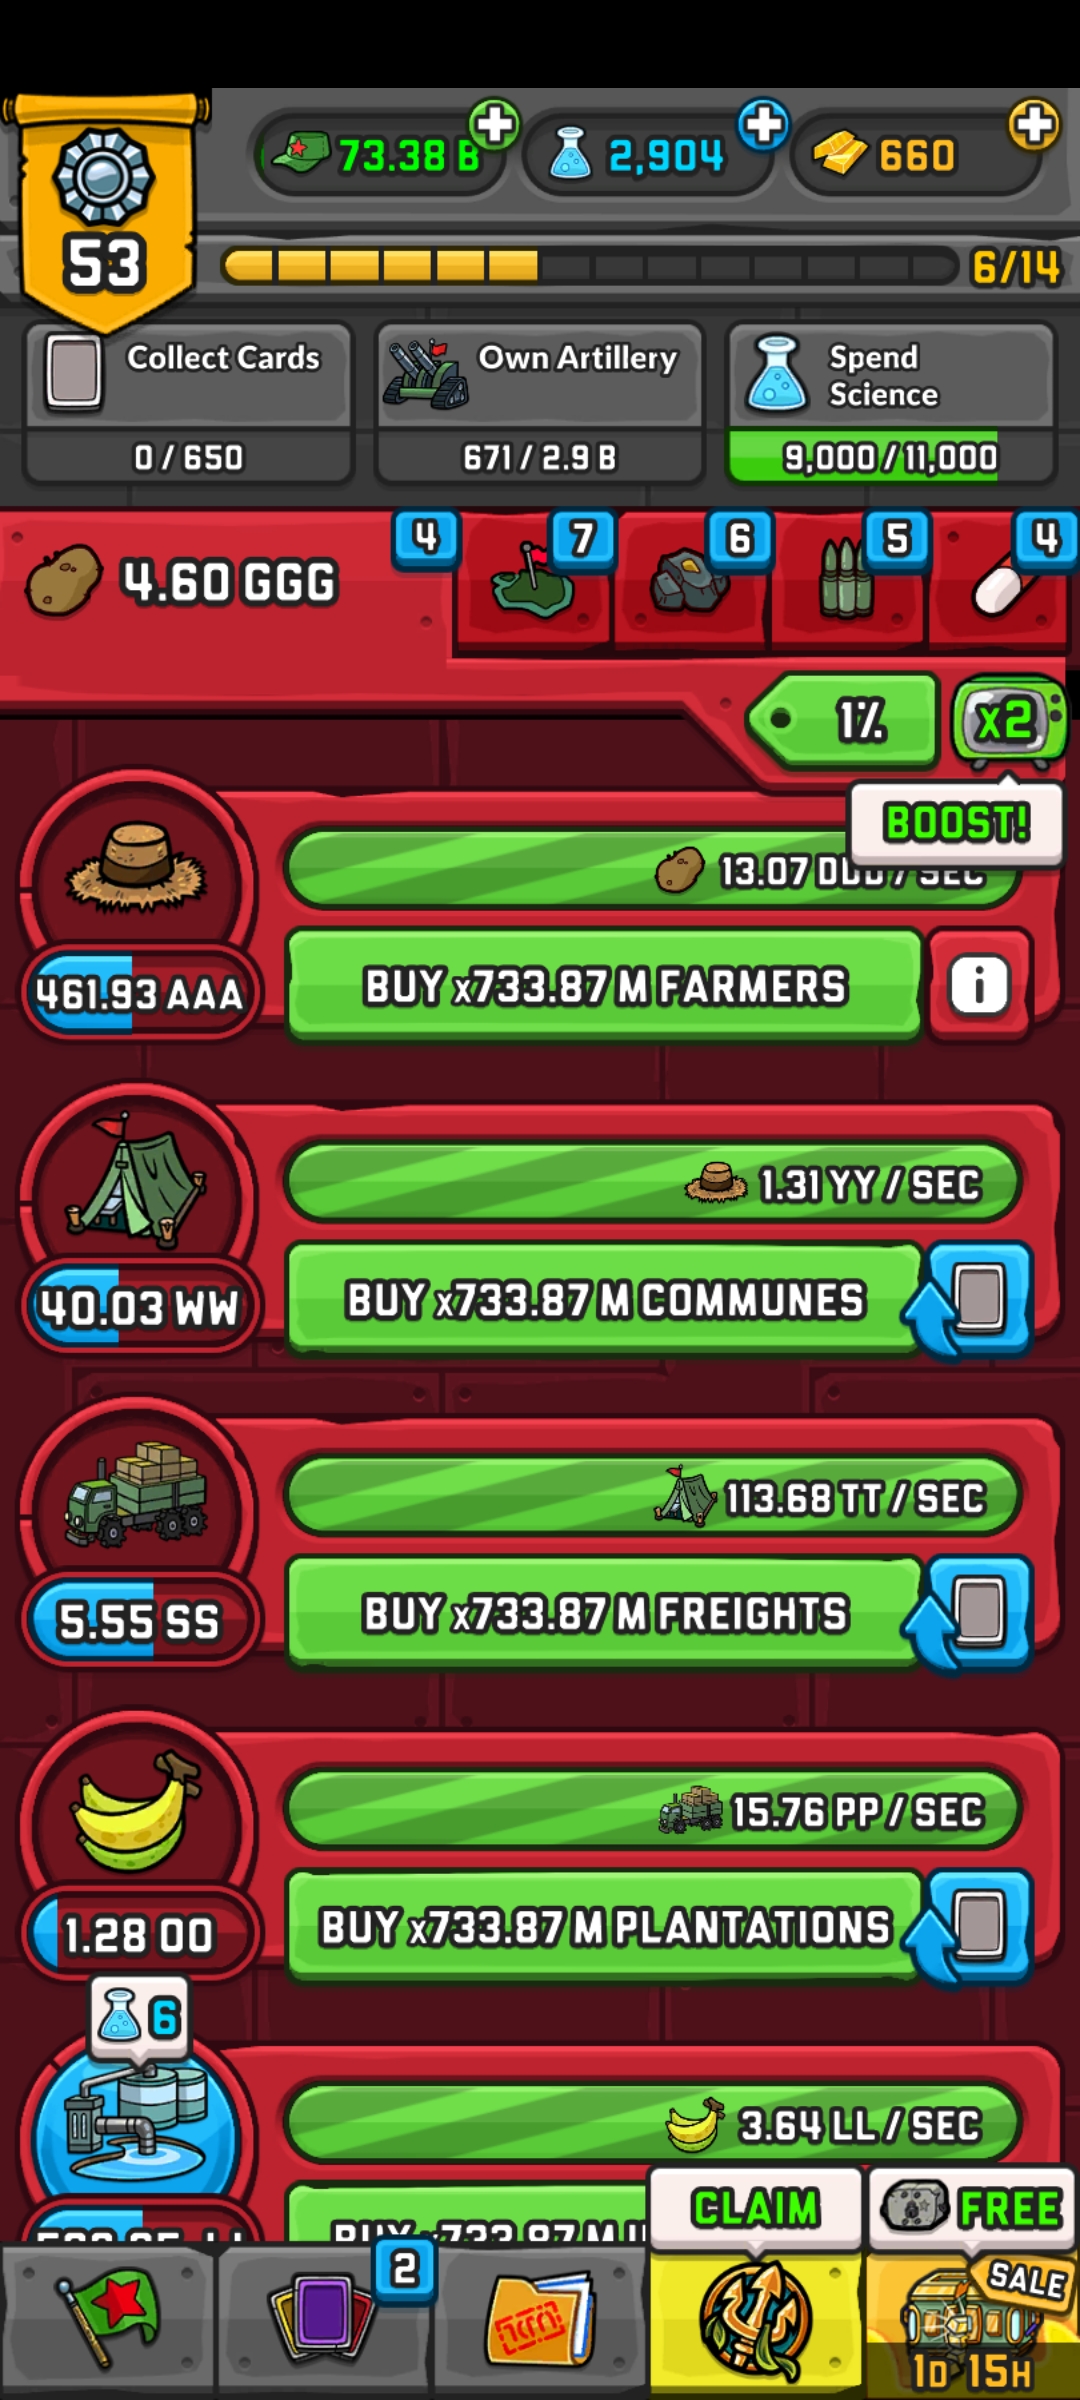 73.38 B
2,904
660
53
6/14
Collect Cards
0 / 650
Own Artillery
671 / 2.9 B
Spend
Science
9,000 / 11,000
4.60 GGG
4
7
6
5
4
1%
x2
BOOST!
13.07 DDD / SEC
461.93 AAA
BUY x733.87 M FARMERS
i
1.31 YY / SEC
40.03 WW
BUY x733.87 M COMMUNES
113.68 TT / SEC
5.55 SS
BUY x733.87 M FREIGHTS
15.76 PP / SEC
1.28 OO
BUY x733.87 M PLANTATIONS
6
3.64 LL / SEC
BUY x733.87 M
CLAIM
FREE
2
SALE
1D 15H